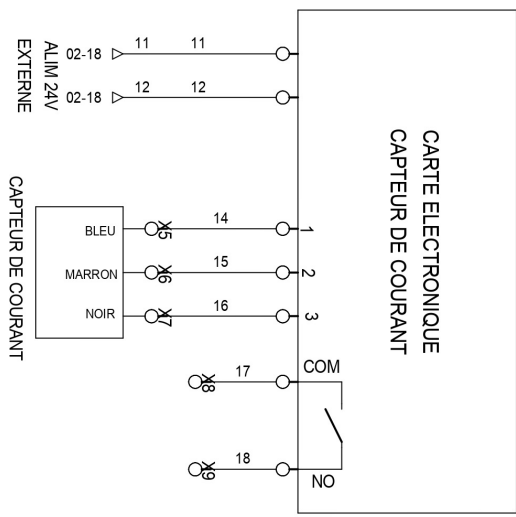 ALIM 24V
EXTERNE
02-18 11 11
02-18 12 12
CARTE ELECTRONIQUE
CAPTEUR DE COURANT
CAPTEUR DE COURANT
BLEU X5 14 1
MARRON X6 15 2
NOIR X7 16 3
X8 17 COM
X9 18 NO